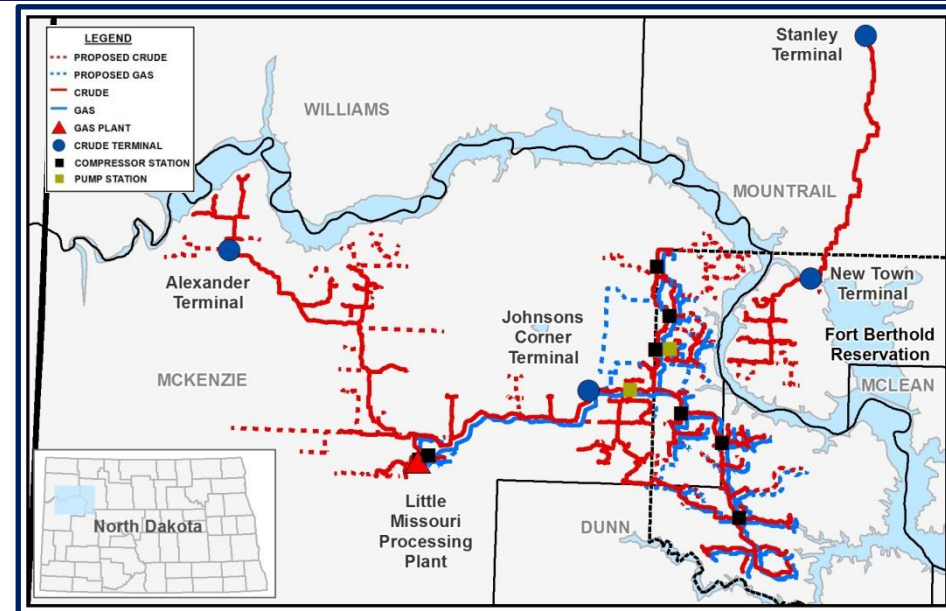 LEGEND
PROPOSED CRUDE
PROPOSED GAS
CRUDE
GAS
GAS PLANT
CRUDE TERMINAL
COMPRESSOR STATION
PUMP STATION
Stanley
Terminal
WILLIAMS
MOUNTRAIL
Alexander
Terminal
New Town
Terminal
Johnsons
Corner
Terminal
Fort Berthold
Reservation
MCKENZIE
MCLEAN
Little
Missouri
Processing
Plant
DUNN
North Dakota